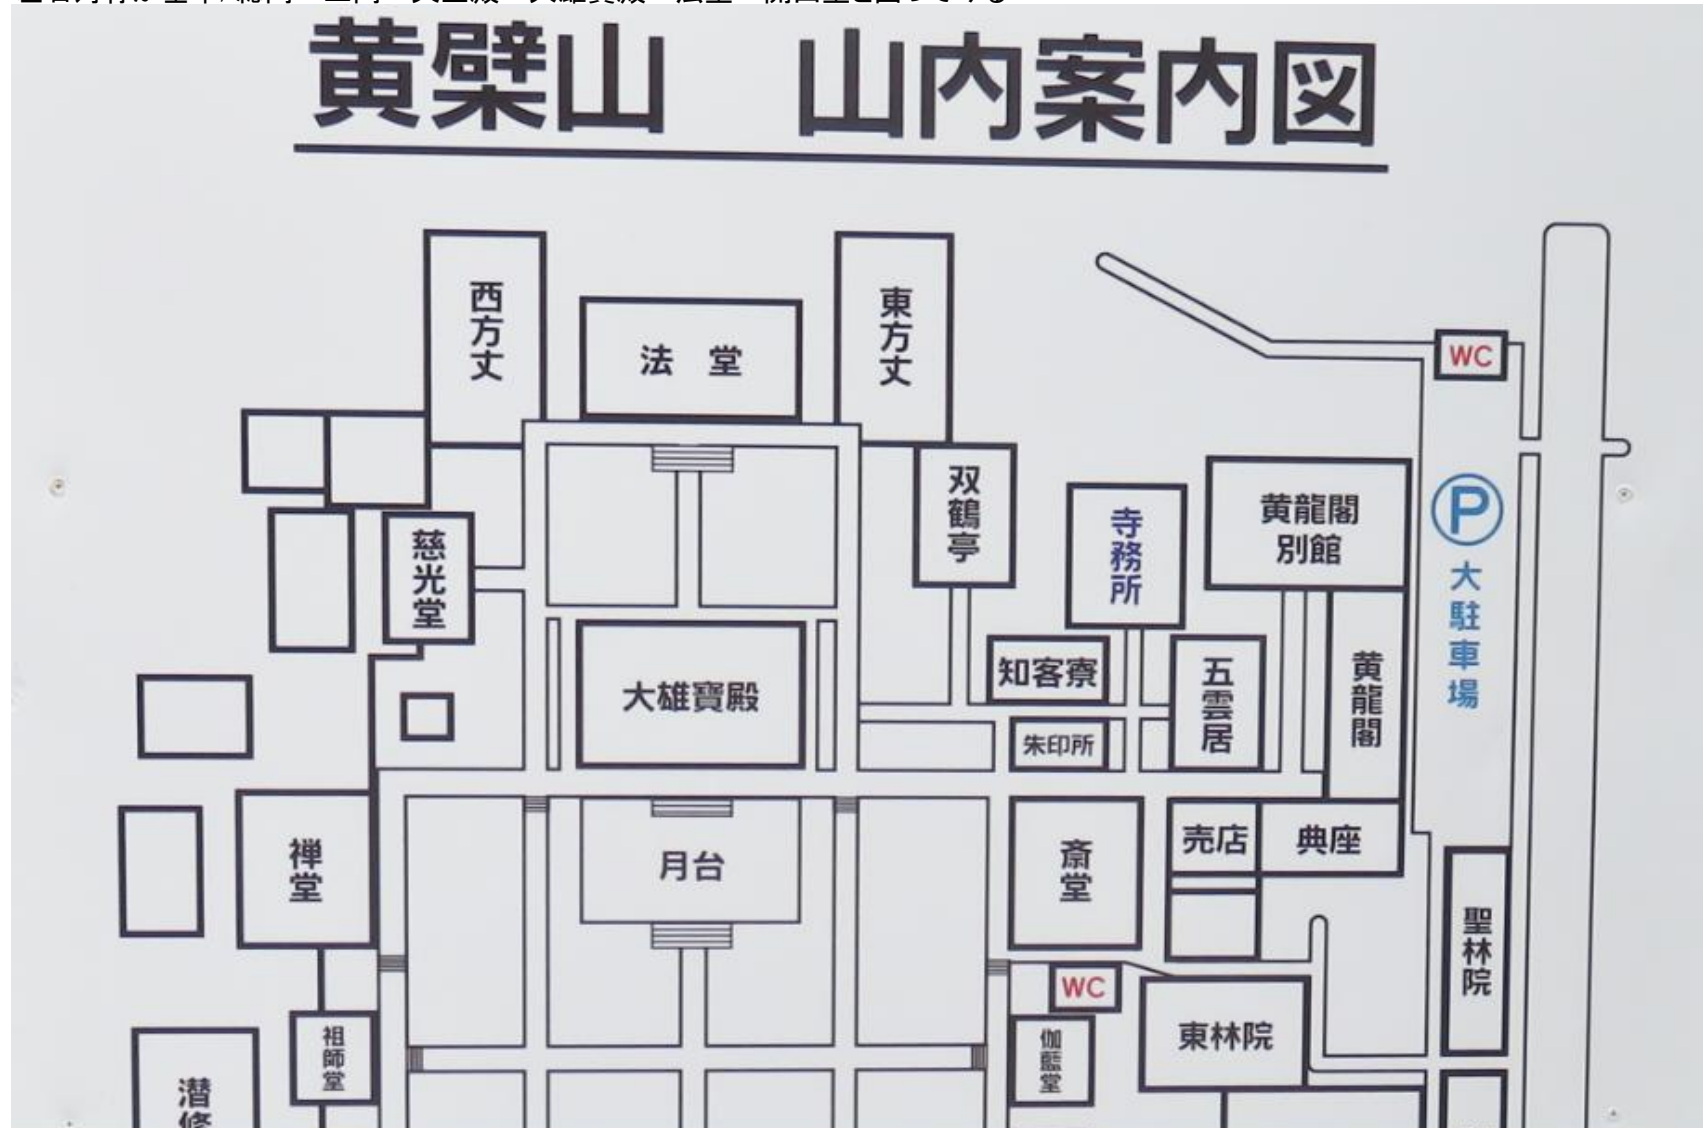 黄檗山　山内案内図
西方丈
法　堂
東方丈
WC
双鶴亭
寺務所
黄龍閣
別館
P
大駐車場
慈光堂
知客寮
五雲居
黄龍閣
大雄寶殿
朱印所
禅堂
月台
斎堂
売店
典座
聖林院
WC
祖師堂
伽藍堂
東林院
潜修